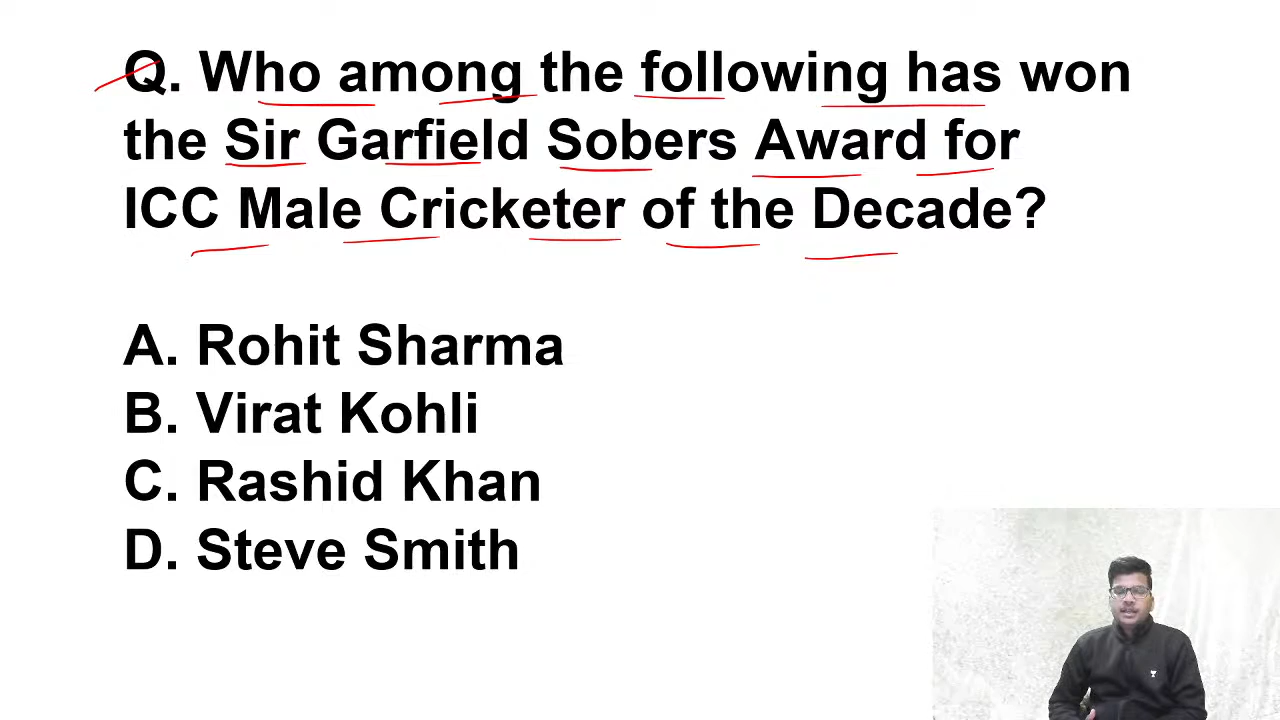 Q. Who among the following has won
the Sir Garfield Sobers Award for
ICC Male Cricketer of the Decade?
A. Rohit Sharma
B. Virat Kohli
C. Rashid Khan
D. Steve Smith